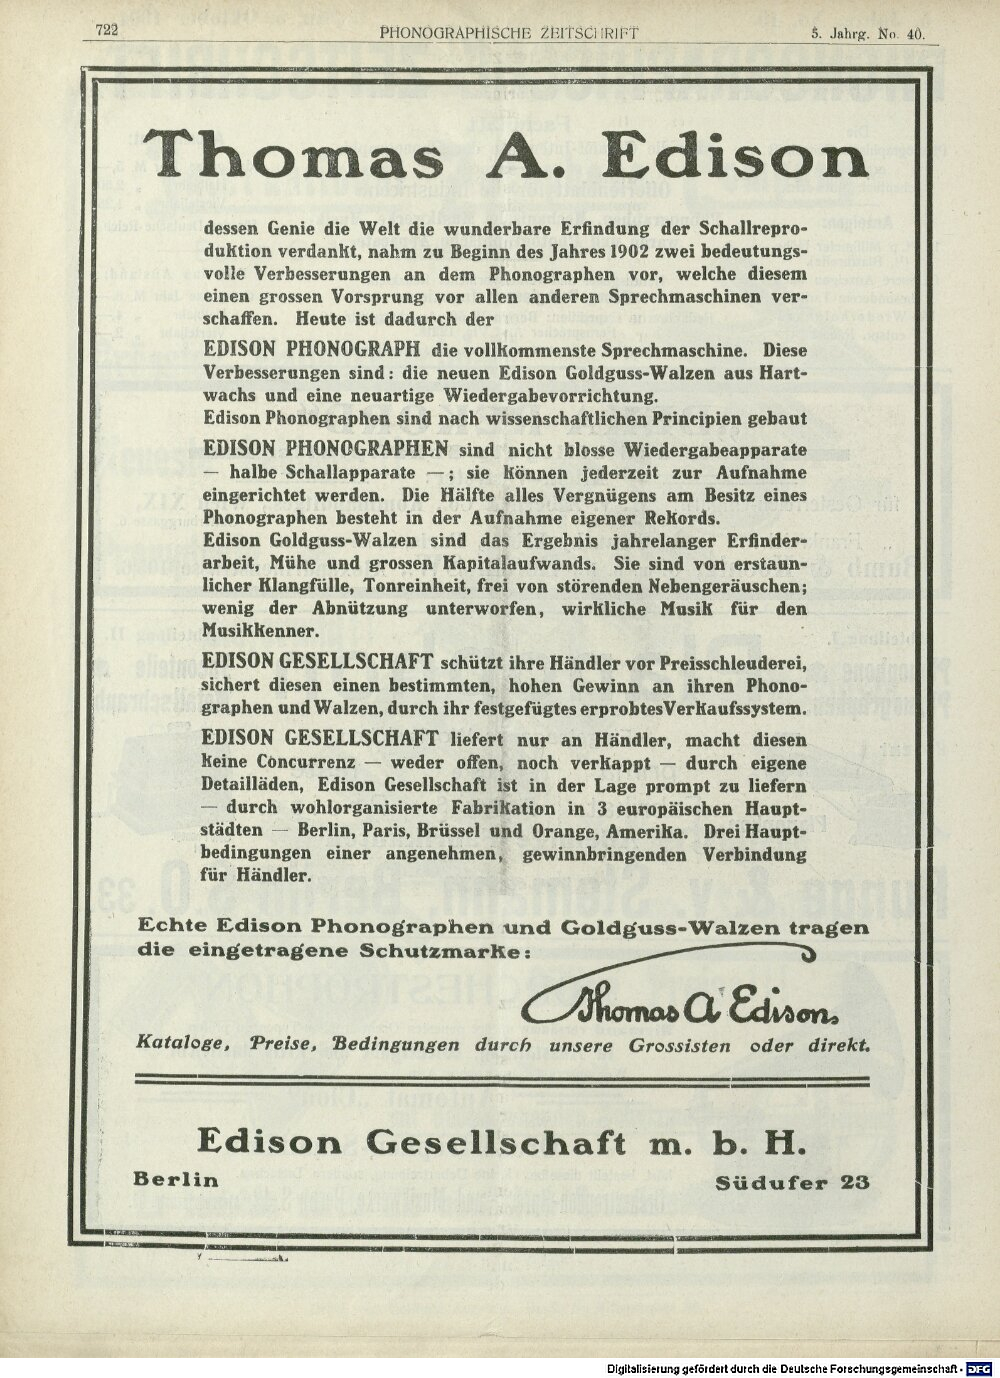 722 PHONOGRAPHISCHE ZEITSCHRIFT 5. Jahrg. No. 40.
Thomas A. Edison
dessen Genie die Welt die wunderbare Erfindung der Schallrepro-
duktion verdankt, nahm zu Beginn des Jahres 1902 zwei bedeutungs-
volle Verbesserungen an dem Phonographen vor, welche diesem
einen grossen Vorsprung vor allen anderen Sprechmaschinen ver-
schaffen. Heute ist dadurch der
EDISON PHONOGRAPH die vollkommenste Sprechmaschine. Diese
Verbesserungen sind: die neuen Edison Goldguss-Walzen aus Hart-
wachs und eine neuartige Wiedergabevorrichtung.
Edison Phonographen sind nach wissenschaftlichen Principien gebaut
EDISON PHONOGRAPHEN sind nicht blosse Wiedergabeapparate
— halbe Schallapparate —; sie können jederzeit zur Aufnahme
eingerichtet werden. Die Hälfte alles Vergnügens am Besitz eines
Phonographen besteht in der Aufnahme eigener Rekords.
Edison Goldguss-Walzen sind das Ergebnis jahrelanger Erfinder-
arbeit, Mühe und grossen Kapitalaufwands. Sie sind von erstaun-
licher Klangfülle, Tonreinheit, frei von störenden Nebengeräuschen;
wenig der Abnützung unterworfen, wirkliche Musik für den
Musikkenner.
EDISON GESELLSCHAFT schützt ihre Händler vor Preisschleuderei,
sichert diesen einen bestimmten, hohen Gewinn an ihren Phono-
graphen und Walzen, durch ihr festgefügtes erprobtes Verkaufssystem.
EDISON GESELLSCHAFT liefert nur an Händler, macht diesen
keine Concurrenz — weder offen, noch verkappt — durch eigene
Detailläden, Edison Gesellschaft ist in der Lage prompt zu liefern
— durch wohlorganisierte Fabrikation in 3 europäischen Haupt-
städten — Berlin, Paris, Brüssel und Orange, Amerika. Drei Haupt-
bedingungen einer angenehmen, gewinnbringenden Verbindung
für Händler.
Echte Edison Phonographen und Goldguss-Walzen tragen
die eingetragene Schutzmarke:
Thomas A Edison.
Kataloge, Preise, Bedingungen durch unsere Grossisten oder direkt.
Edison Gesellschaft m. b. H.
Berlin Südufer 23
Digitalisierung gefördert durch die Deutsche Forschungsgemeinschaft - DFG